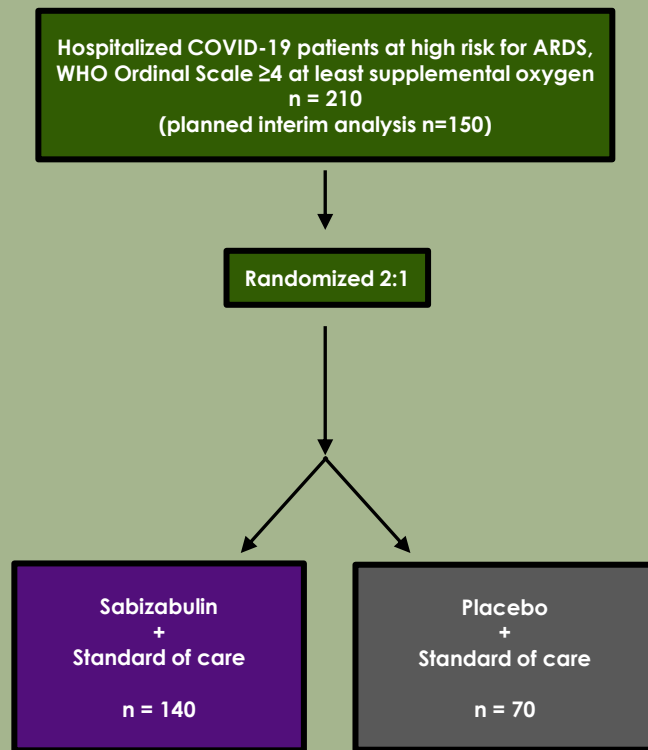 Hospitalized COVID-19 patients at high risk for ARDS,
WHO Ordinal Scale ≥4 at least supplemental oxygen
n = 210
(planned interim analysis n=150)
Randomized 2:1
Sabizabulin
+
Standard of care
n = 140
Placebo
+
Standard of care
n = 70